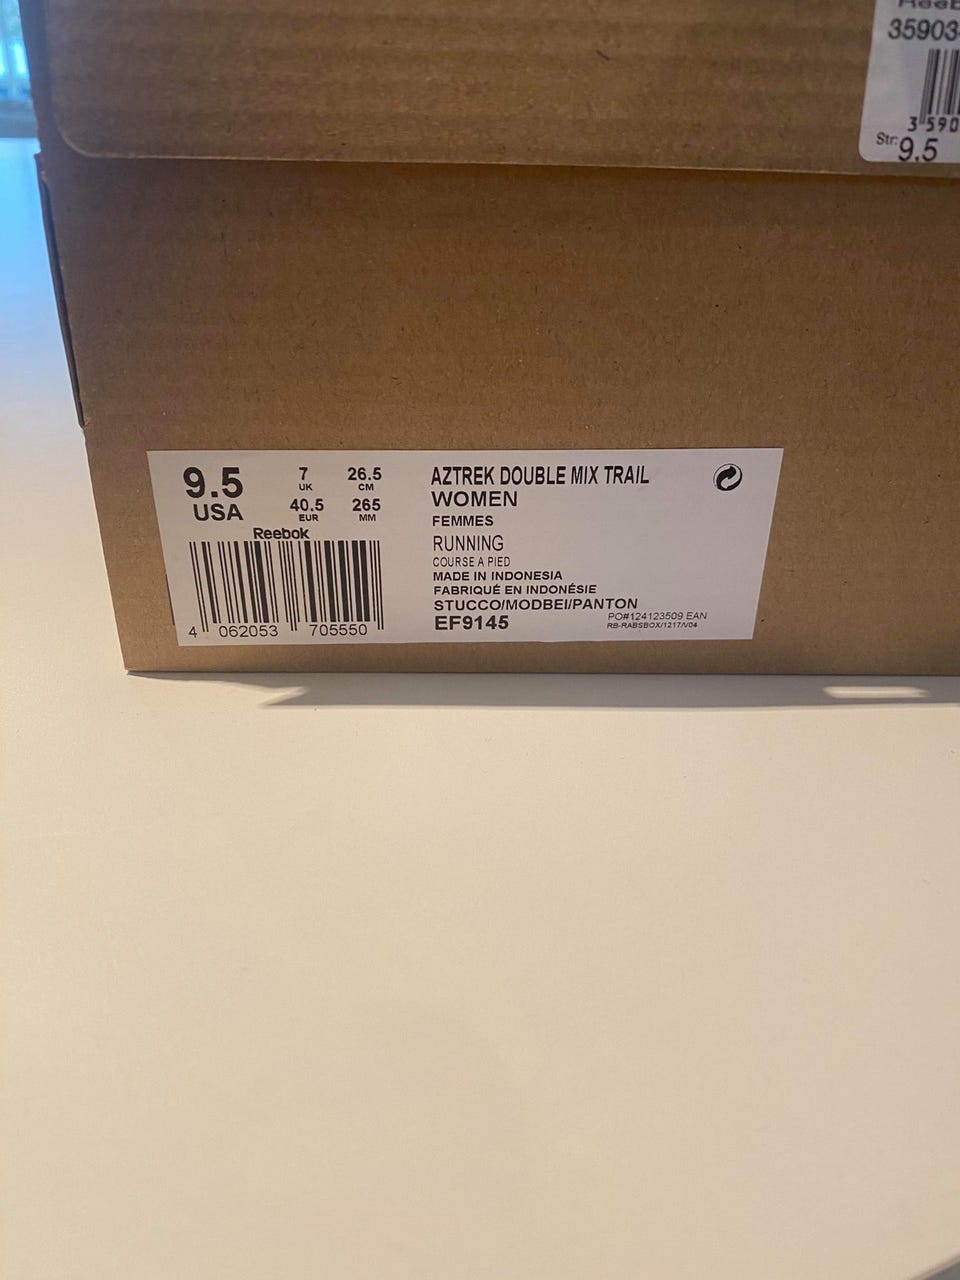 35903
3 590
Str: 9.5
9.5 USA
7 UK
26.5 CM
40.5 EUR
265 MM
Reebok
4 062053 705550
AZTREK DOUBLE MIX TRAIL
WOMEN
FEMMES
RUNNING
COURSE A PIED
MADE IN INDONESIA
FABRIQUÉ EN INDONÉSIE
STUCCO/MODBEI/PANTON
EF9145
PO#124123509 EAN
RB-RABSBOX/1217/V04